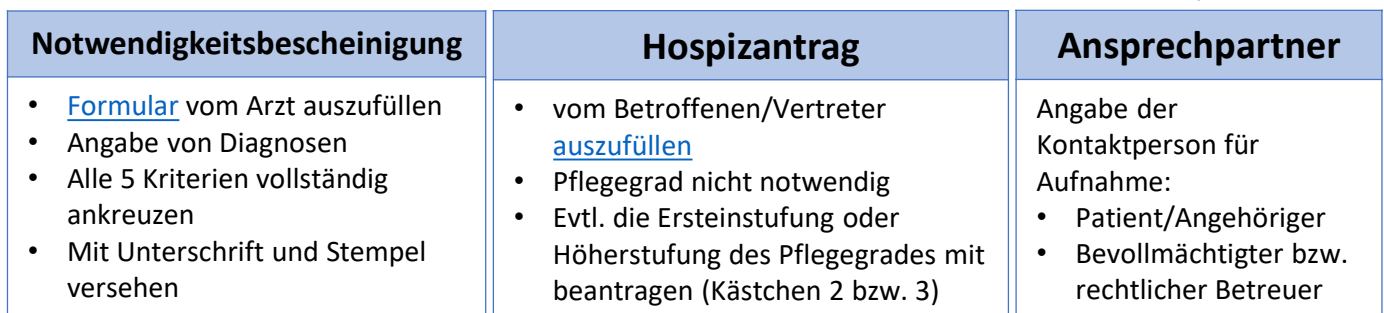 Notwendigkeitsbescheinigung
• Formular vom Arzt auszufüllen
• Angabe von Diagnosen
• Alle 5 Kriterien vollständig
ankreuzen
• Mit Unterschrift und Stempel
versehen
Hospizantrag
• vom Betroffenen/Vertreter
auszufüllen
• Pflegegrad nicht notwendig
• Evtl. die Ersteinstufung oder
Höherstufung des Pflegegrades mit
beantragen (Kästchen 2 bzw. 3)
Ansprechpartner
Angabe der
Kontaktperson für
Aufnahme:
• Patient/Angehöriger
• Bevollmächtigter bzw.
rechtlicher Betreuer